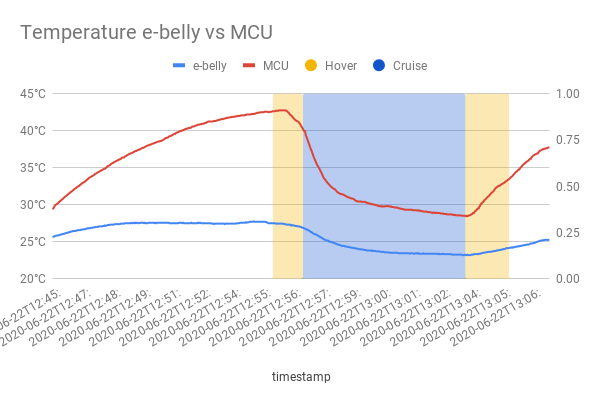 Temperature e-belly vs MCU
e-belly MCU Hover Cruise
45°C 1.00
40°C
0.75
35°C
0.50
30°C
0.25
25°C
20°C 0.00
2020-06-22T12:47:
2020-06-22T12:48:
2020-06-22T12:49:
2020-06-22T12:51:
2020-06-22T12:52:
2020-06-22T12:54:
2020-06-22T12:55:
2020-06-22T12:56:
2020-06-22T12:57:
2020-06-22T12:59:
2020-06-22T13:00:
2020-06-22T13:01:
2020-06-22T13:02:
2020-06-22T13:04:
2020-06-22T13:05:
2020-06-22T13:06:
timestamp